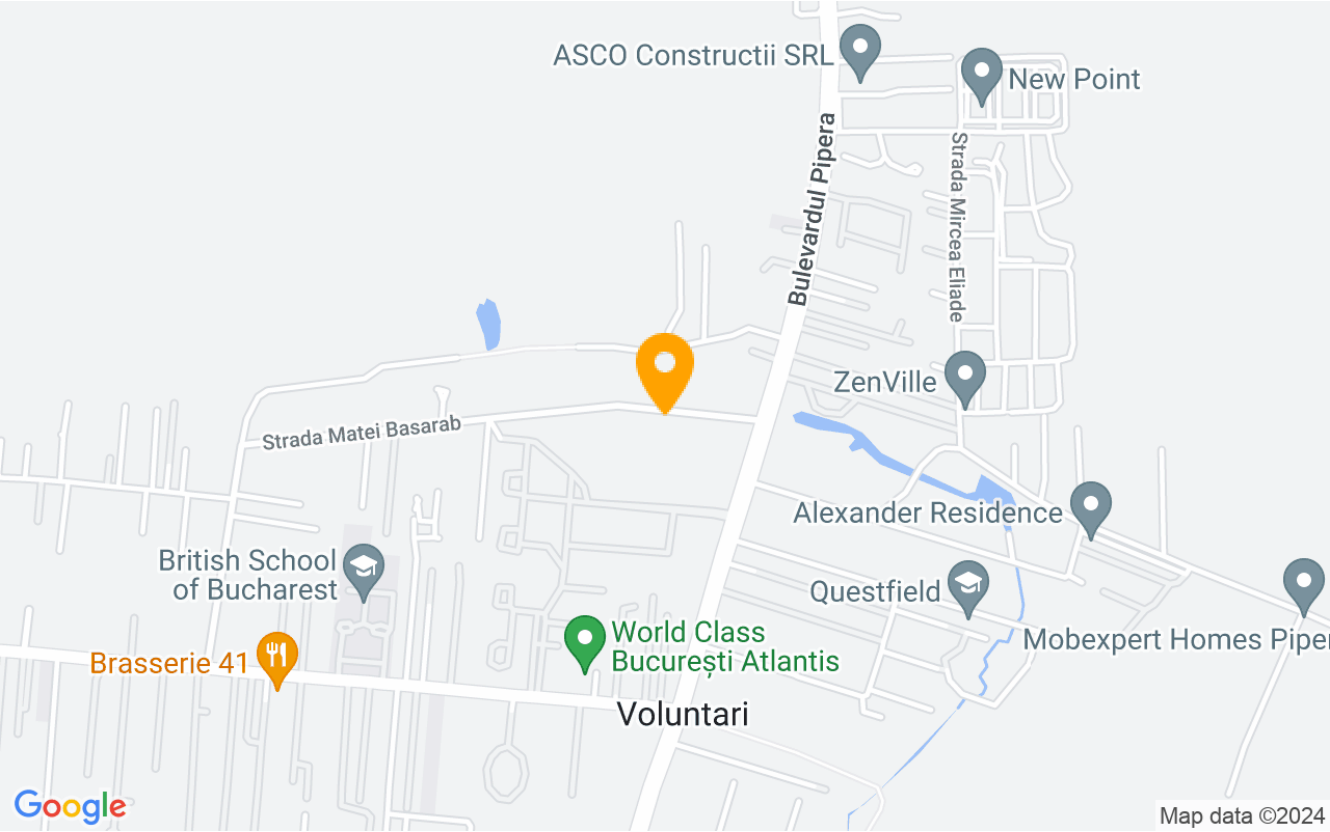 ASCO Constructii SRL
New Point
Bulevardul Pipera
Strada Mircea Eliade
ZenVille
Strada Matei Basarab
Alexander Residence
British School
of Bucharest
Questfield
World Class
București Atlantis
Mobexpert Homes Piper
Brasserie 41
Voluntari
Google
Map data ©2024